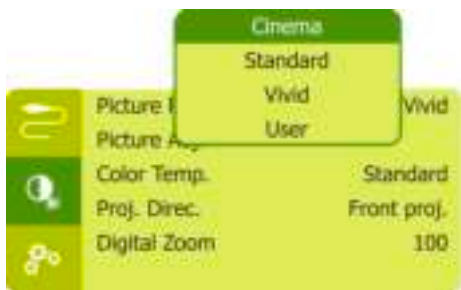 Cinema
Standard
Vivid
User
Picture Vivid
Picture
Color Temp. Standard
Proj. Direc. Front proj.
Digital Zoom 100